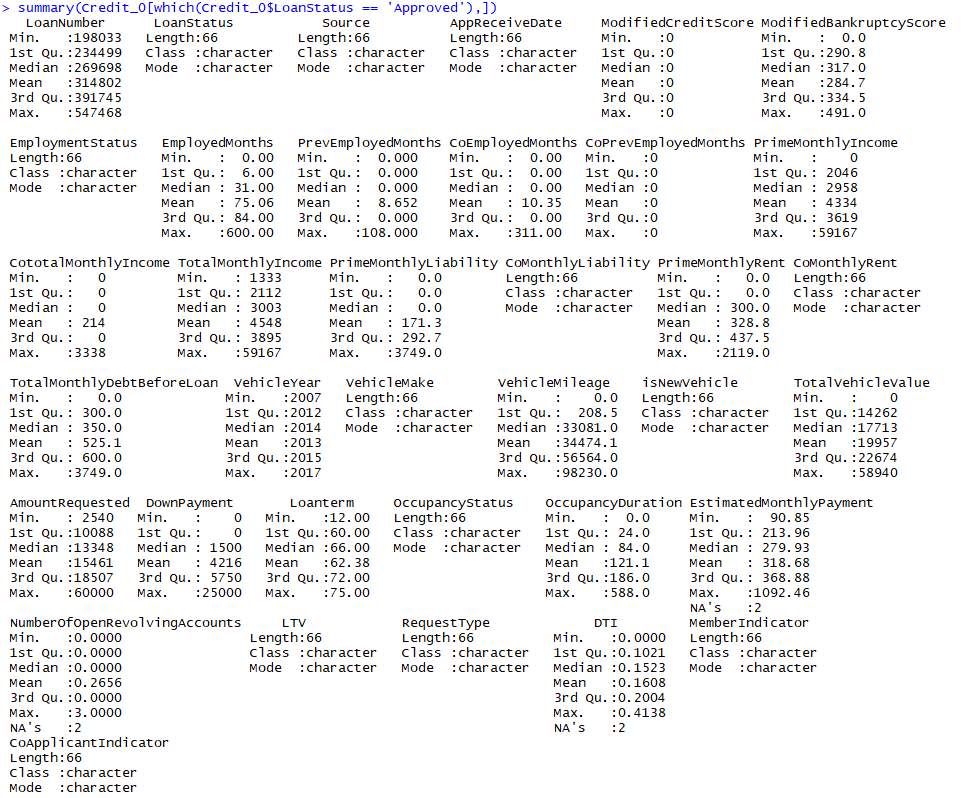 > summary(Credit_0[which(Credit_0$LoanStatus == 'Approved'),])
LoanNumber LoanStatus Source AppReceiveDate ModifiedCreditScore ModifiedBankruptcyScore
Min. :198033 Length:66 Length:66 Length:66 Min. :0 Min. : 0.0
1st Qu.:234499 Class :character Class :character Class :character 1st Qu.:0 1st Qu.:290.8
Median :269698 Mode :character Mode :character Mode :character Median :0 Median :317.0
Mean :314802 Mean :0 Mean :284.7
3rd Qu.:391745 3rd Qu.:0 3rd Qu.:334.5
Max. :547468 Max. :0 Max. :491.0
EmploymentStatus EmployedMonths PrevEmployedMonths CoEmployedMonths CoPrevEmployedMonths PrimeMonthlyIncome
Length:66 Min. : 0.00 Min. : 0.000 Min. : 0.00 Min. :0 Min. : 0
Class :character 1st Qu.: 6.00 1st Qu.: 0.000 1st Qu.: 0.00 1st Qu.:0 1st Qu.: 2046
Mode :character Median : 31.00 Median : 0.000 Median : 0.00 Median :0 Median : 2958
Mean : 75.06 Mean : 8.652 Mean : 10.35 Mean :0 Mean : 4334
3rd Qu.: 84.00 3rd Qu.: 0.000 3rd Qu.: 0.00 3rd Qu.:0 3rd Qu.: 3619
Max. :600.00 Max. :108.000 Max. :311.00 Max. :0 Max. :59167
CototalMonthlyIncome TotalMonthlyIncome PrimeMonthlyLiability CoMonthlyLiability PrimeMonthlyRent CoMonthlyRent
Min. : 0 Min. : 1333 Min. : 0.0 Length:66 Min. : 0.0 Length:66
1st Qu.: 0 1st Qu.: 2112 1st Qu.: 0.0 Class :character 1st Qu.: 0.0 Class :character
Median : 0 Median : 3003 Median : 0.0 Mode :character Median : 300.0 Mode :character
Mean : 214 Mean : 4548 Mean : 171.3 Mean : 328.8
3rd Qu.: 0 3rd Qu.: 3895 3rd Qu.: 292.7 3rd Qu.: 437.5
Max. :3338 Max. :59167 Max. :3749.0 Max. :2119.0
TotalMonthlyDebtBeforeLoan VehicleYear VehicleMake VehicleMileage isNewVehicle TotalVehicleValue
Min. : 0.0 Min. :2007 Length:66 Min. : 0.0 Length:66 Min. : 0
1st Qu.: 300.0 1st Qu.:2012 Class :character 1st Qu.: 208.5 Class :character 1st Qu.:14262
Median : 350.0 Median :2014 Mode :character Median :33081.0 Mode :character Median :17713
Mean : 525.1 Mean :2013 Mean :34474.1 Mean :19957
3rd Qu.: 600.0 3rd Qu.:2015 3rd Qu.:56564.0 3rd Qu.:22674
Max. :3749.0 Max. :2017 Max. :98230.0 Max. :58940
AmountRequested DownPayment Loanterm OccupancyStatus OccupancyDuration EstimatedMonthlyPayment
Min. : 2540 Min. : 0 Min. :12.00 Length:66 Min. : 0.0 Min. : 90.85
1st Qu.:10088 1st Qu.: 0 1st Qu.:60.00 Class :character 1st Qu.: 24.0 1st Qu.: 213.96
Median :13348 Median : 1500 Median :66.00 Mode :character Median : 84.0 Median : 279.93
Mean :15461 Mean : 4216 Mean :62.38 Mean :121.1 Mean : 318.68
3rd Qu.:18507 3rd Qu.: 5750 3rd Qu.:72.00 3rd Qu.:186.0 3rd Qu.: 368.88
Max. :60000 Max. :25000 Max. :75.00 Max. :588.0 Max. :1092.46
NA's :2
NumberOfOpenRevolvingAccounts LTV RequestType DTI MemberIndicator
Min. :0.0000 Length:66 Length:66 Min. :0.0000 Length:66
1st Qu.:0.0000 Class :character Class :character 1st Qu.:0.1021 Class :character
Median :0.0000 Mode :character Mode :character Median :0.1523 Mode :character
Mean :0.2656 Mean :0.1608
3rd Qu.:0.0000 3rd Qu.:0.2004
Max. :3.0000 Max. :0.4138
NA's :2 NA's :2
CoApplicantIndicator
Length:66
Class :character
Mode :character